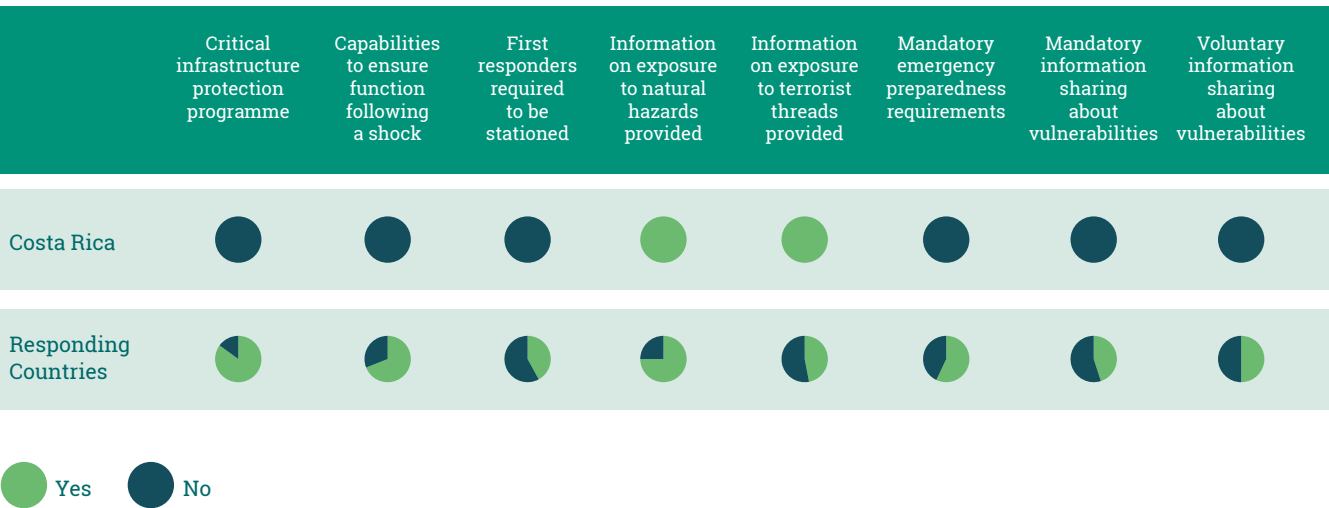 Critical
infrastructure
protection
programme
Capabilities
to ensure
function
following
a shock
First
responders
required
to be
stationed
Information
on exposure
to natural
hazards
provided
Information
on exposure
to terrorist
threads
provided
Mandatory
emergency
preparedness
requirements
Mandatory
information
sharing
about
vulnerabilities
Voluntary
information
sharing
about
vulnerabilities
Costa Rica
Responding
Countries
Yes
No